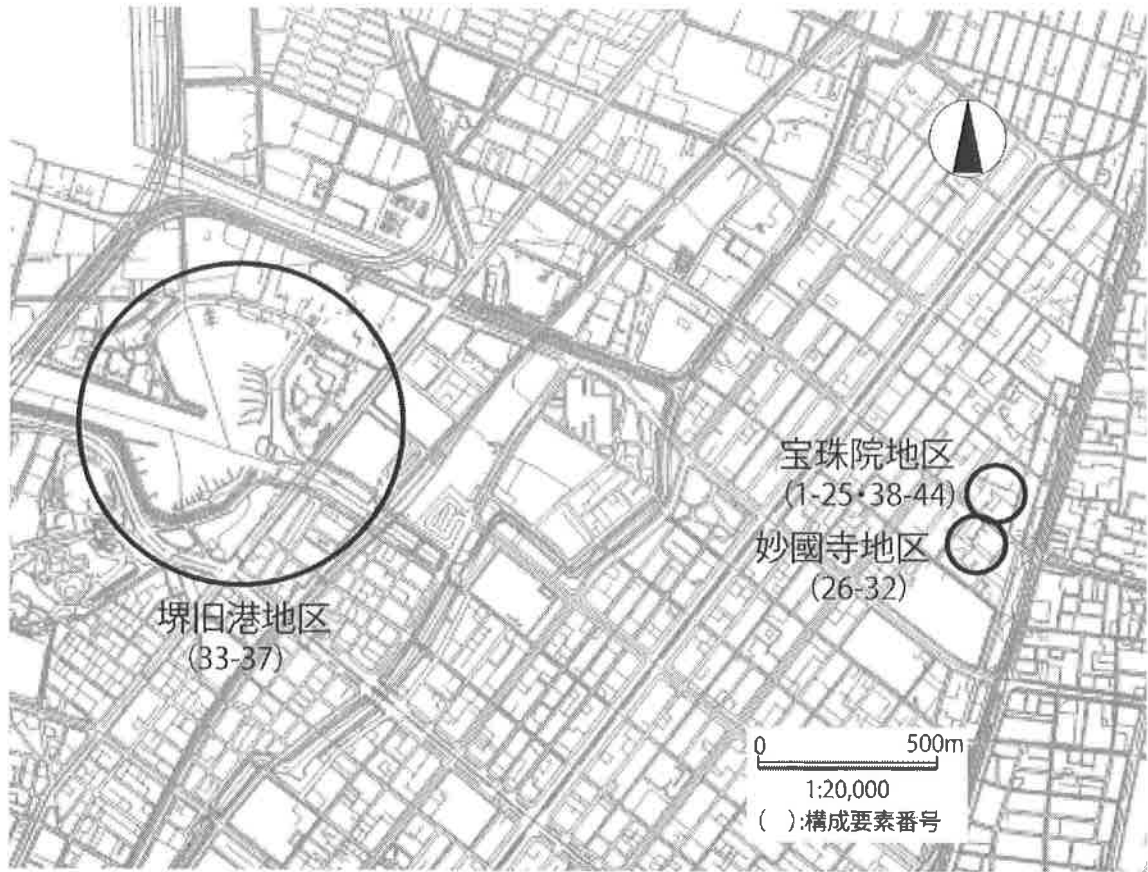 宝珠院地区
(1-25・38-44)
妙國寺地区
(26-32)
堺旧港地区
(33-37)
0 500m
1:20,000
( ):構成要素番号